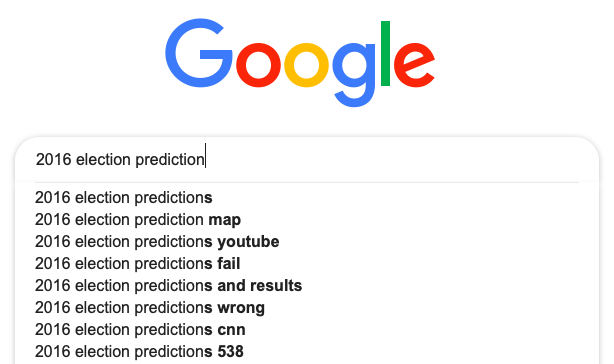 Google
2016 election prediction
2016 election predictions
2016 election prediction map
2016 election predictions youtube
2016 election predictions fail
2016 election predictions and results
2016 election predictions wrong
2016 election predictions cnn
2016 election predictions 538